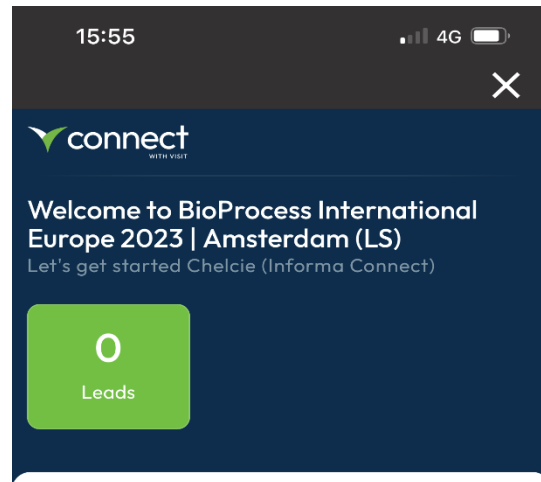 15:55
4G
connect
WITH VISIT
Welcome to BioProcess International
Europe 2023 | Amsterdam (LS)
Let's get started Chelcie (Informa Connect)
0
Leads